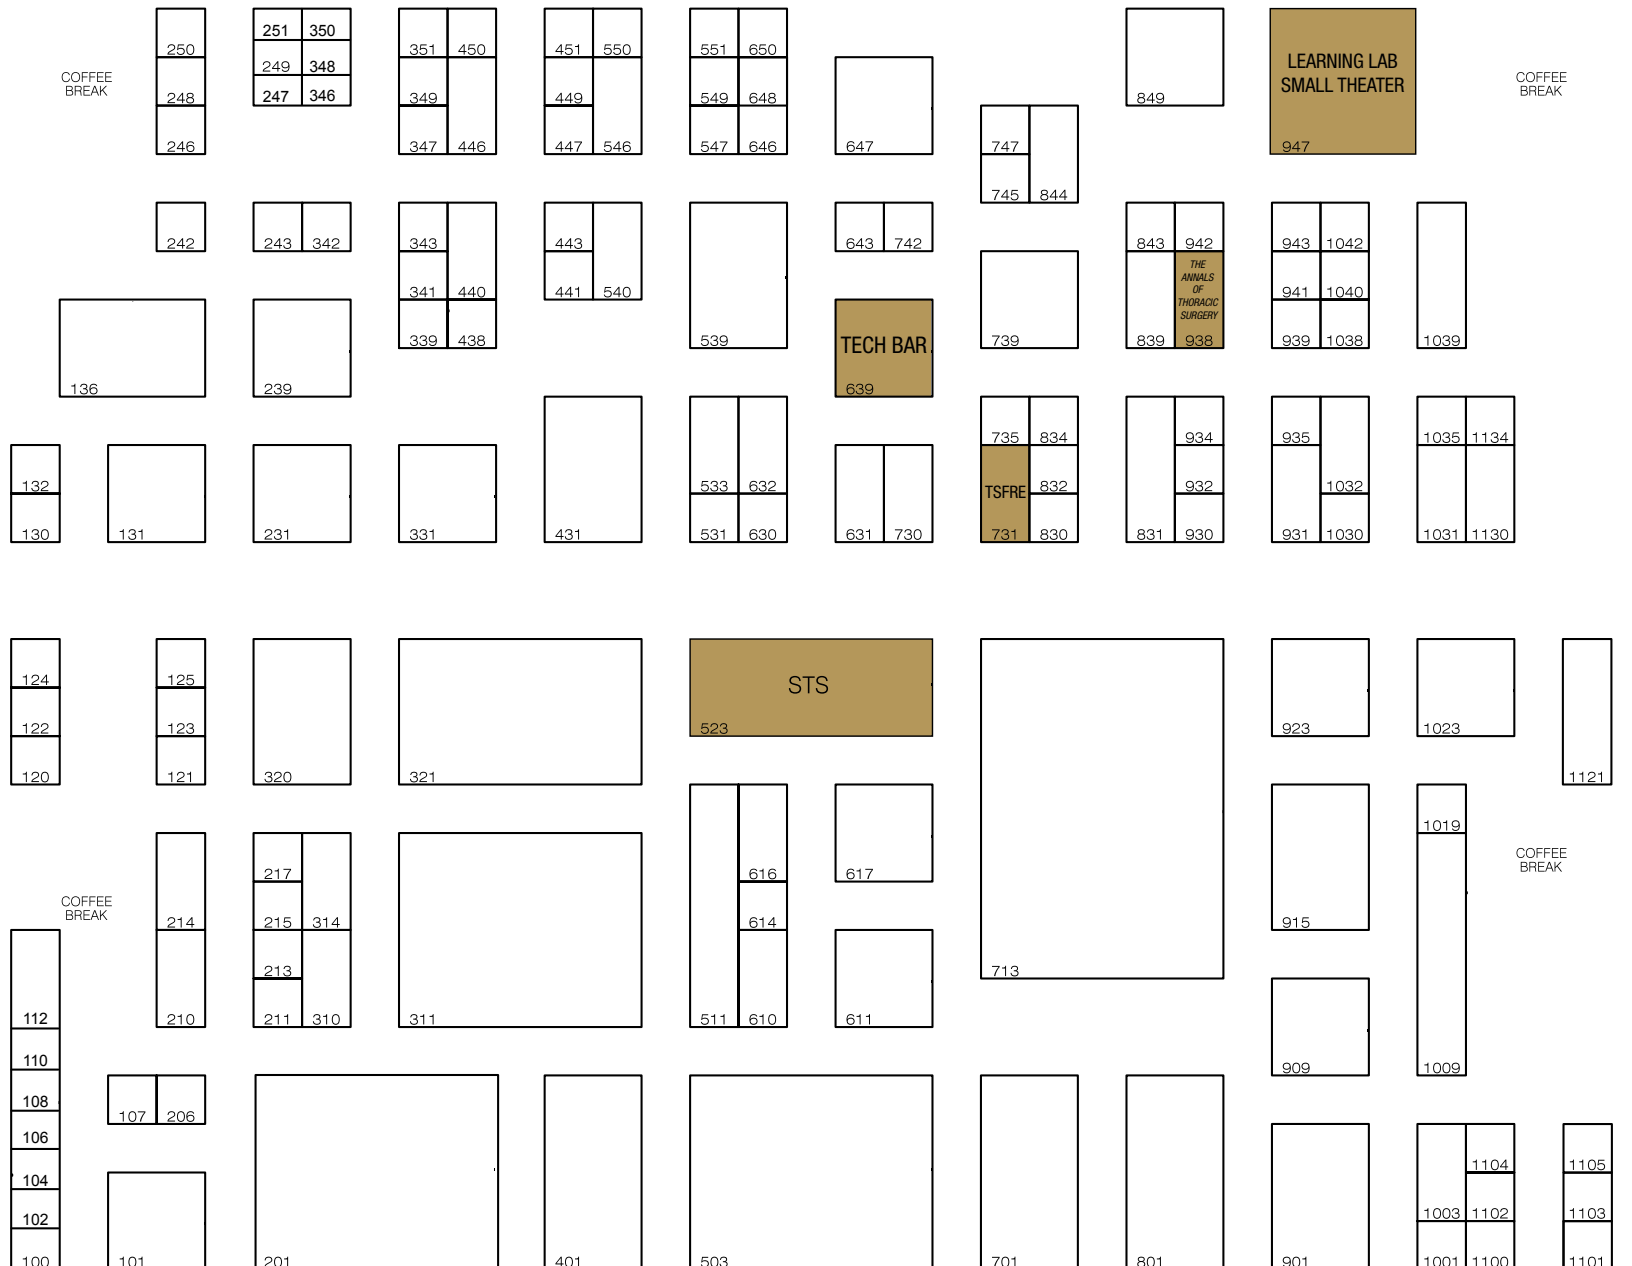 251 350
LEARNING LAB
250 351 450 451 550 551 650
249 348
COFFEE
BREAK
SMALL THEATER
COFFEE
BREAK
248 247 346 349 449 549 648 849
246 347 446 447 546 547 646 647 747 947
745 844
242 243 342 343 443 643 742 843 942 943 1042
THE
ANNALS
OF
THORACIC
SURGERY
341 440 441 540 941 1040
TECH BAR
339 438 539 739 839 938 939 1038 1039
136 239 639
735 834 934 935 1035 1134
132 533 632 TSFRE 832 932 1032
130 131 231 331 431 531 630 631 730 731 830 831 930 931 1030 1031 1130
124 125 STS
122 123 523 923 1023
120 121 320 321 1121
1019
COFFEE
BREAK
217 616 617
COFFEE
BREAK
214 215 314 614 915
213 713
112 210 211 310 311 511 610 611
110
909 1009
108
107 206
106
1104 1105
104
102 1003 1102 1103
100 101 201 401 503 701 801 901 1001 1100 1101